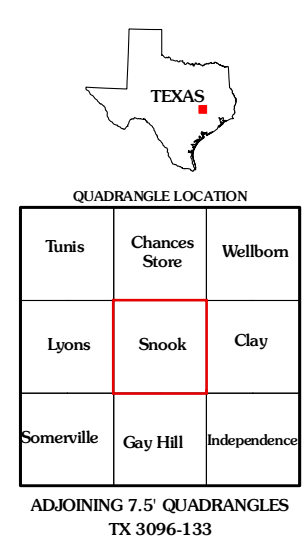 TEXAS
QUADRANGLE LOCATION
Tunis
Chances
Store
Wellborn
Lyons
Snook
Clay
Somerville
Gay Hill
Independence
ADJOINING 7.5' QUADRANGLES
TX 3096-133